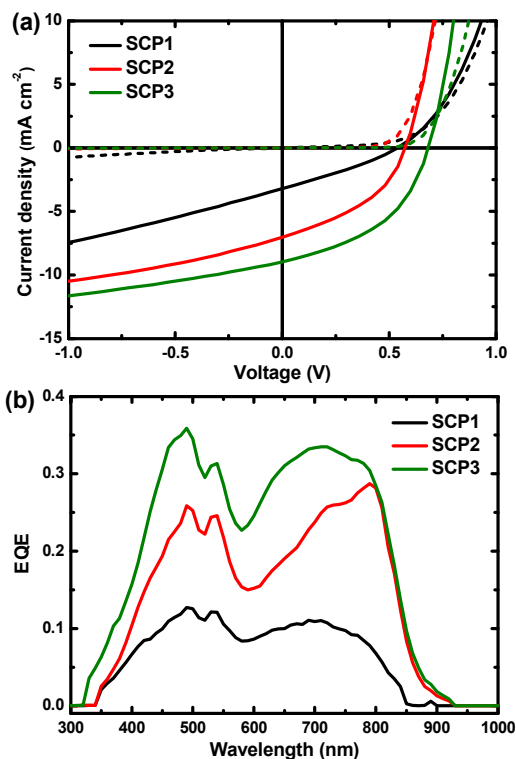 (a)
SCP1
SCP2
SCP3
Current density (mA cm⁻²)
10
5
0
-5
-10
-15
-1.0 -0.5 0.0 0.5 1.0
Voltage (V)
(b)
SCP1
SCP2
SCP3
EQE
0.4
0.3
0.2
0.1
0.0
300 400 500 600 700 800 900 1000
Wavelength (nm)